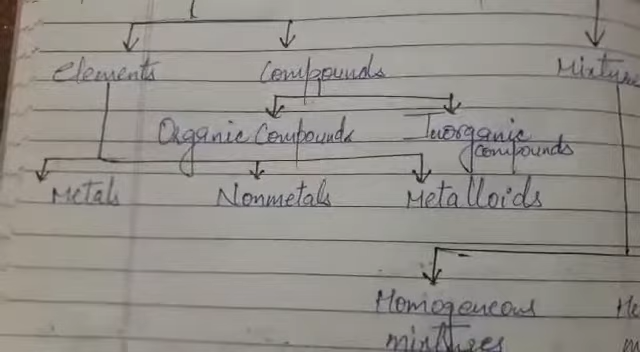 Elements Compounds Mixture
Organic Compounds Inorganic
compounds
Metals Nonmetals Metalloids
Homogeneous
mixtures